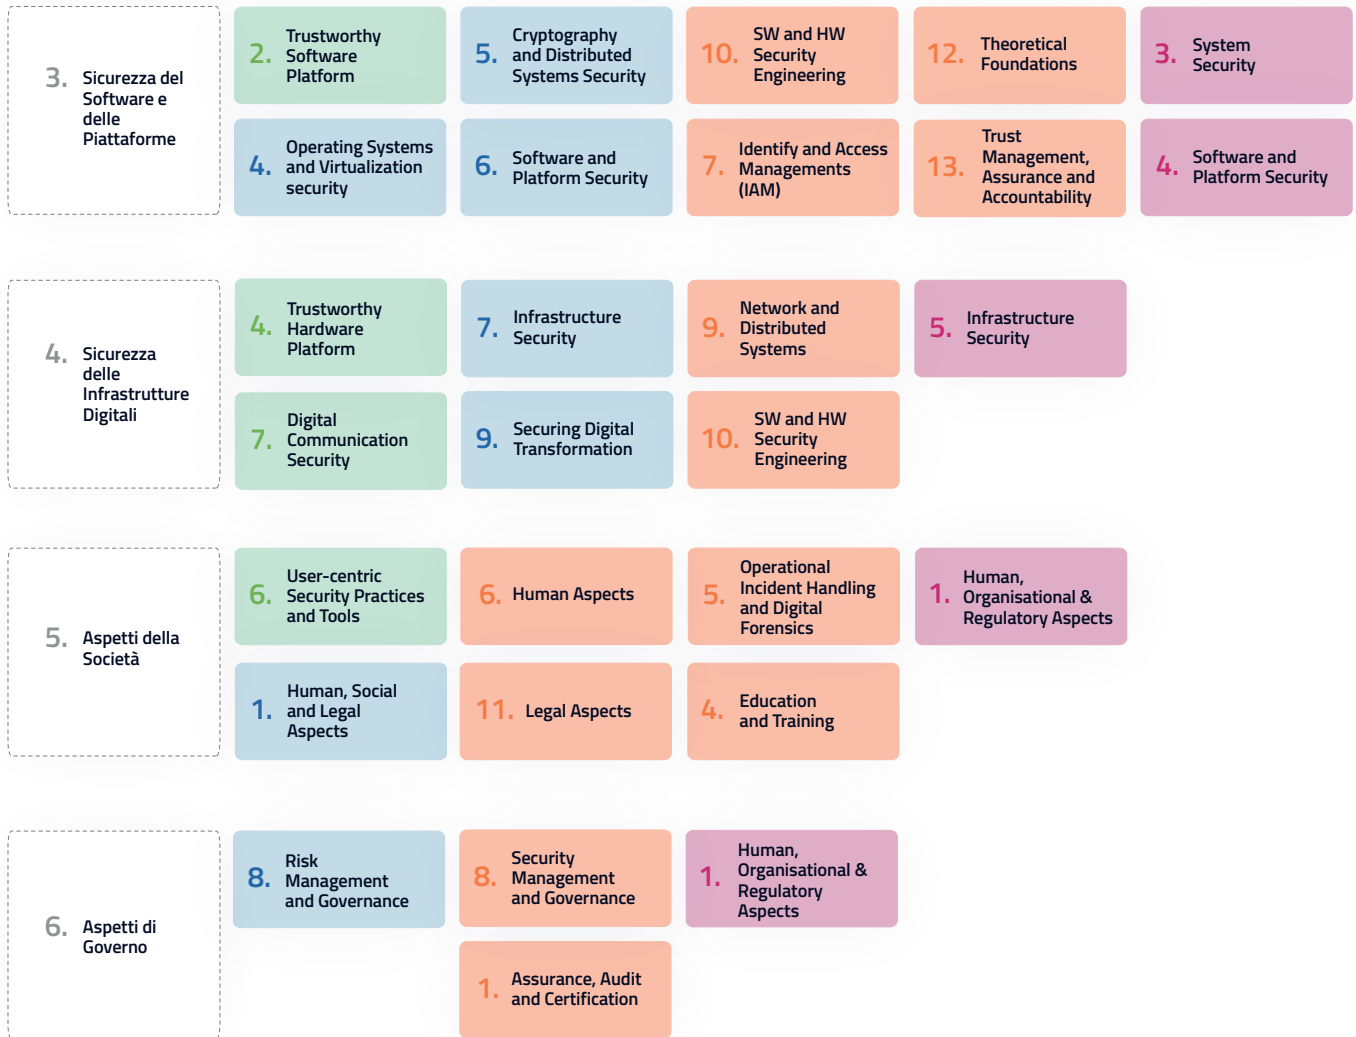 3. Sicurezza del
Software e
delle
Piattaforme
2. Trustworthy
Software
Platform
5. Cryptography
and Distributed
Systems Security
10. SW and HW
Security
Engineering
12. Theoretical
Foundations
3. System
Security
4. Operating Systems
and Virtualization
security
6. Software and
Platform Security
7. Identify and Access
Managements
(IAM)
13. Trust
Management,
Assurance and
Accountability
4. Software and
Platform Security
4. Sicurezza
delle
Infrastrutture
Digitali
4. Trustworthy
Hardware
Platform
7. Infrastructure
Security
9. Network and
Distributed
Systems
5. Infrastructure
Security
7. Digital
Communication
Security
9. Securing Digital
Transformation
10. SW and HW
Security
Engineering
5. Aspetti della
Società
6. User-centric
Security Practices
and Tools
6. Human Aspects
5. Operational
Incident Handling
and Digital
Forensics
1. Human,
Organisational &
Regulatory Aspects
1. Human, Social
and Legal
Aspects
11. Legal Aspects
4. Education
and Training
6. Aspetti di
Governo
8. Risk
Management
and Governance
8. Security
Management
and Governance
1. Human,
Organisational &
Regulatory
Aspects
1. Assurance, Audit
and Certification